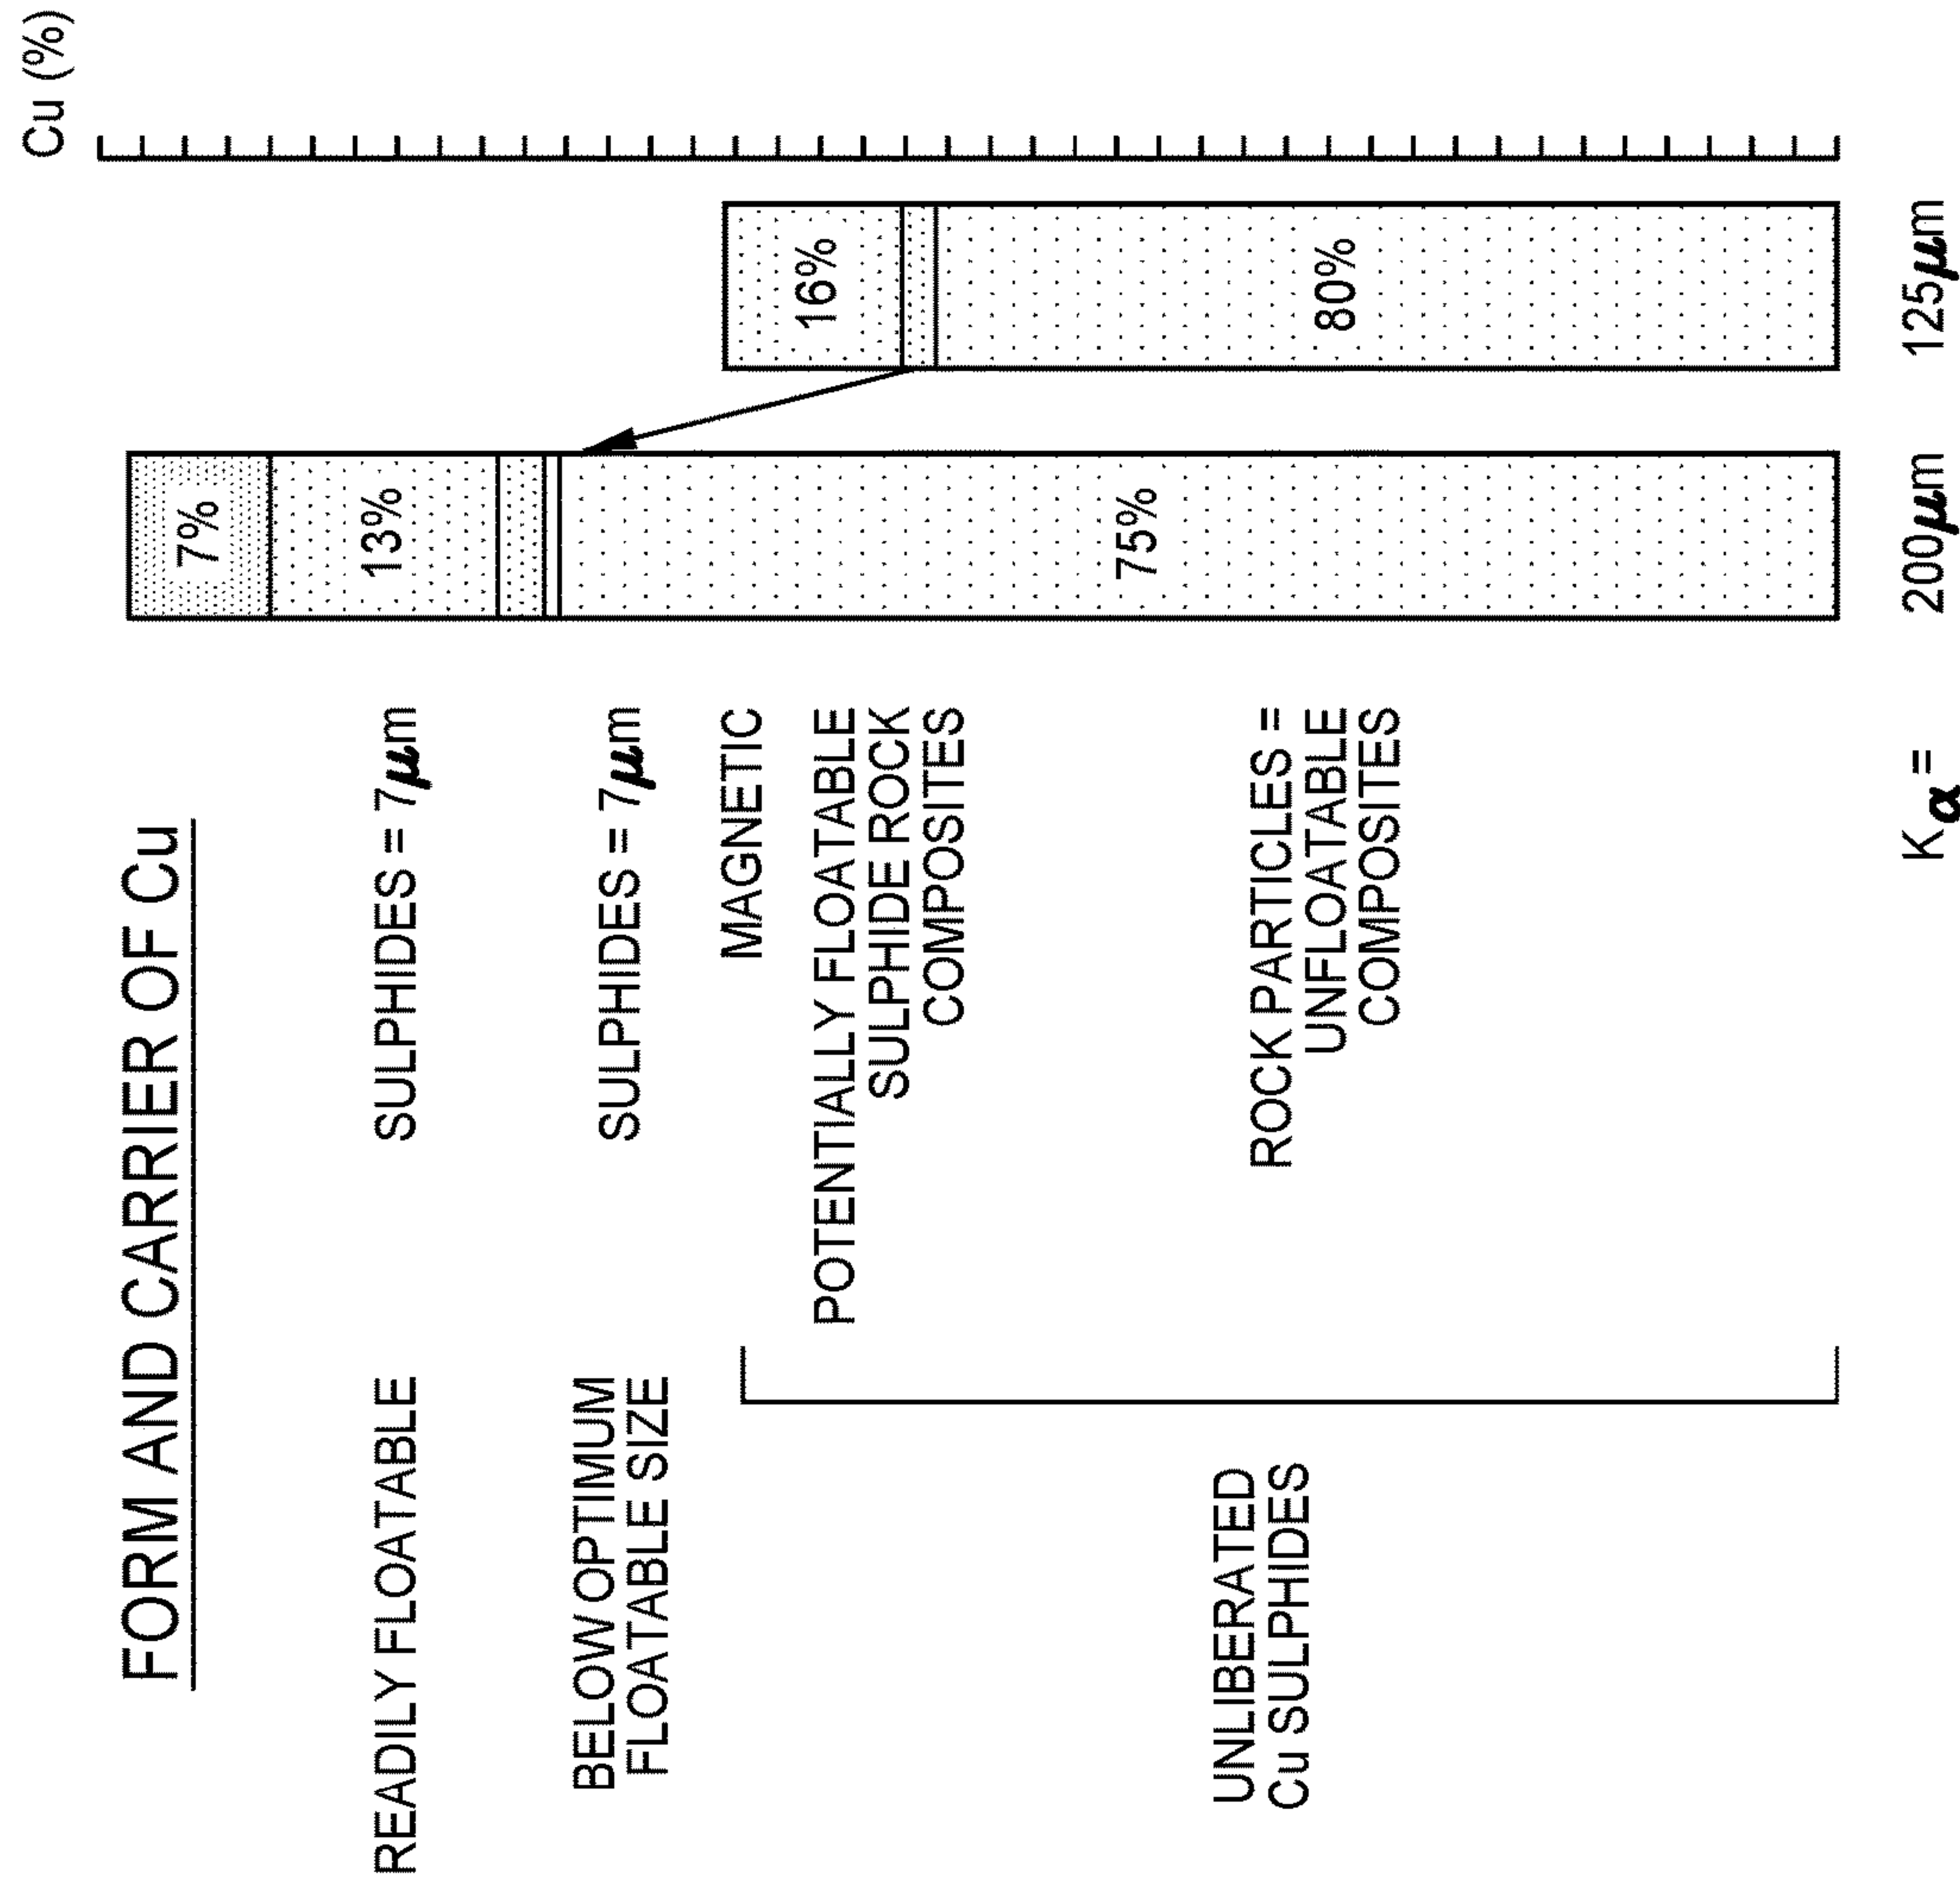 FORM AND CARRIER OF Cu
Cu (%)
READILY FLOATABLE
SULPHIDES = 7μm
BELOW OPTIMUM
FLOATABLE SIZE
SULPHIDES = 7μm
MAGNETIC
POTENTIALLY FLOATABLE
SULPHIDE ROCK
COMPOSITES
UNLIBERATED
Cu SULPHIDES
ROCK PARTICLES =
UNFLOATABLE
COMPOSITES
7%
13%
75%
16%
80%
Kα =
200μm
125μm